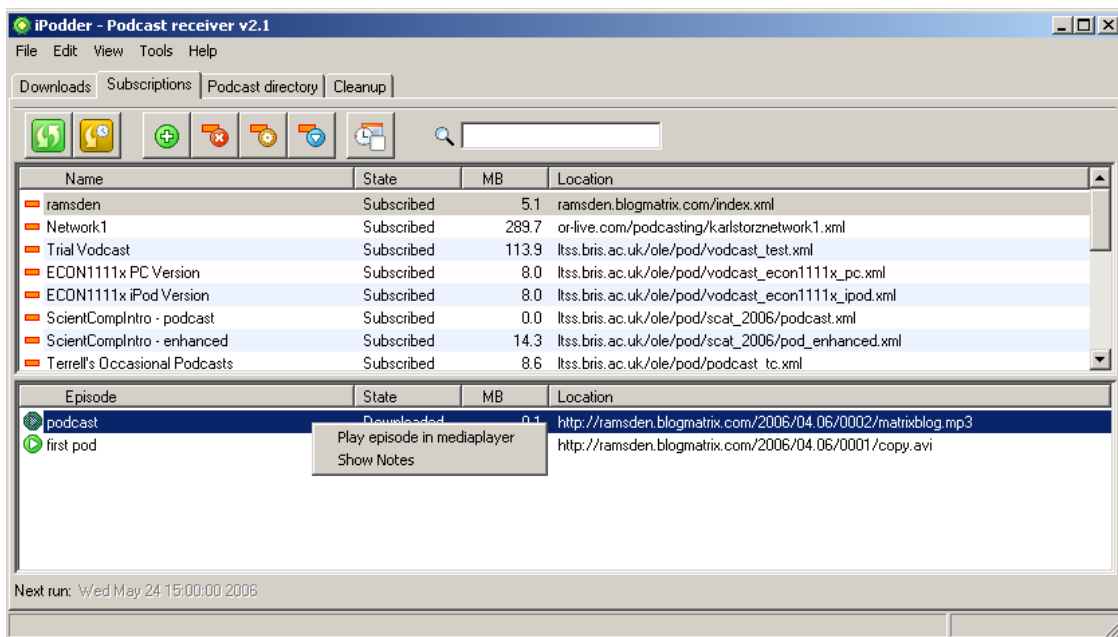 iPodder - Podcast receiver v2.1
File Edit View Tools Help
Downloads Subscriptions Podcast directory Cleanup
Name State MB Location
ramsden Subscribed 5.1 ramsden.blogmatrix.com/index.xml
Network1 Subscribed 289.7 or-live.com/podcasting/karlstorznetwork1.xml
Trial Vodcast Subscribed 113.9 ltss.bris.ac.uk/ole/pod/vodcast_test.xml
ECON1111x PC Version Subscribed 8.0 ltss.bris.ac.uk/ole/pod/vodcast_econ1111x_pc.xml
ECON1111x iPod Version Subscribed 8.0 ltss.bris.ac.uk/ole/pod/vodcast_econ1111x_ipod.xml
ScientCompIntro - podcast Subscribed 0.0 ltss.bris.ac.uk/ole/pod/scat_2006/podcast.xml
ScientCompIntro - enhanced Subscribed 14.3 ltss.bris.ac.uk/ole/pod/scat_2006/pod_enhanced.xml
Terrell's Occasional Podcasts Subscribed 8.6 ltss.bris.ac.uk/ole/pod/podcast_tc.xml
Episode State MB Location
podcast Downloaded 0.1 http://ramsden.blogmatrix.com/2006/04.06/0002/matrixblog.mp3
Play episode in mediaplayer
first pod http://ramsden.blogmatrix.com/2006/04.06/0001/copy.avi
Show Notes
Next run: Wed May 24 15:00:00 2006